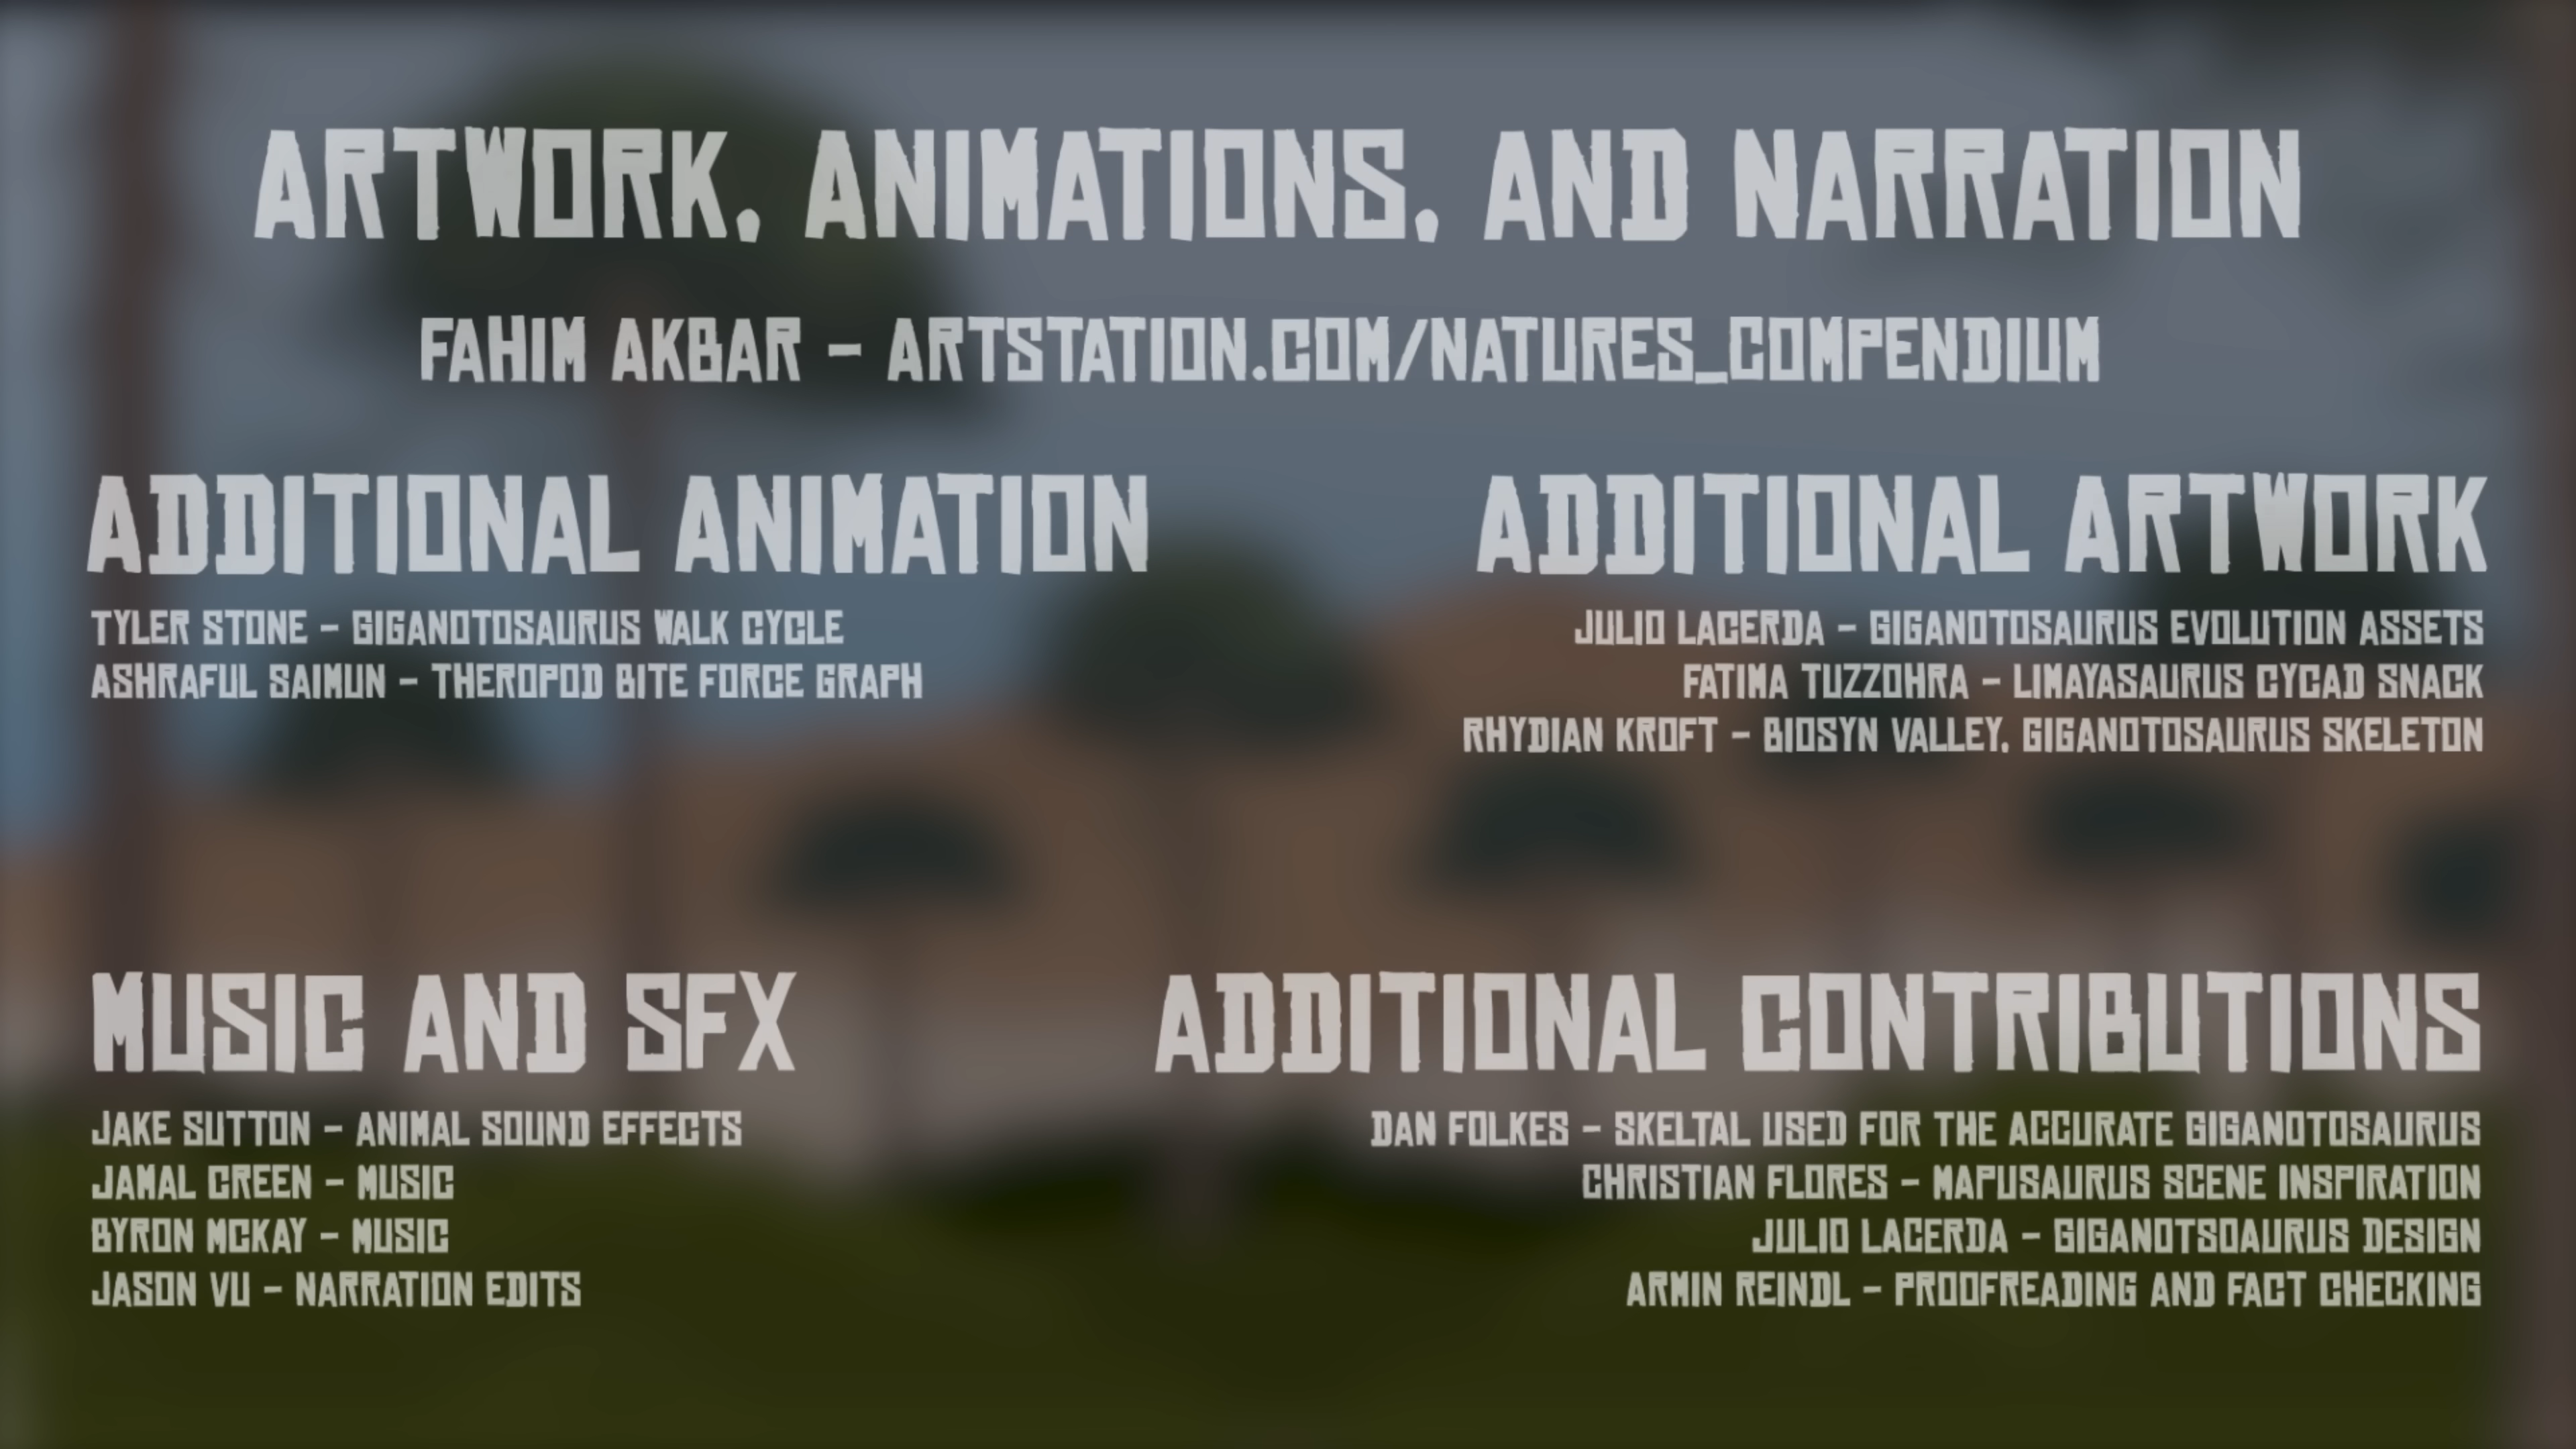 ARTWORK, ANIMATIONS, AND NARRATION
FAHIM AKBAR - ARTSTATION.COM/NATURES_COMPENDIUM
ADDITIONAL ANIMATION
TYLER STONE - GIGANOTOSAURUS WALK CYCLE
ASHRAFUL SAIMUN - THEROPOD BITE FORCE GRAPH
ADDITIONAL ARTWORK
JULIO LACERDA - GIGANOTOSAURUS EVOLUTION ASSETS
FATIMA TUZZOHRA - LIMAYASAURUS CYCAD SNACK
RHYDIAN KROFT - BIOSYN VALLEY, GIGANOTOSAURUS SKELETON
MUSIC AND SFX
JAKE SUTTON - ANIMAL SOUND EFFECTS
JAMAL GREEN - MUSIC
BYRON MCKAY - MUSIC
JASON VU - NARRATION EDITS
ADDITIONAL CONTRIBUTIONS
DAN FOLKES - SKELTAL USED FOR THE ACCURATE GIGANOTOSAURUS
CHRISTIAN FLORES - MAPUSAURUS SCENE INSPIRATION
JULIO LACERDA - GIGANOTSOAURUS DESIGN
ARMIN REINDL - PROOFREADING AND FACT CHECKING